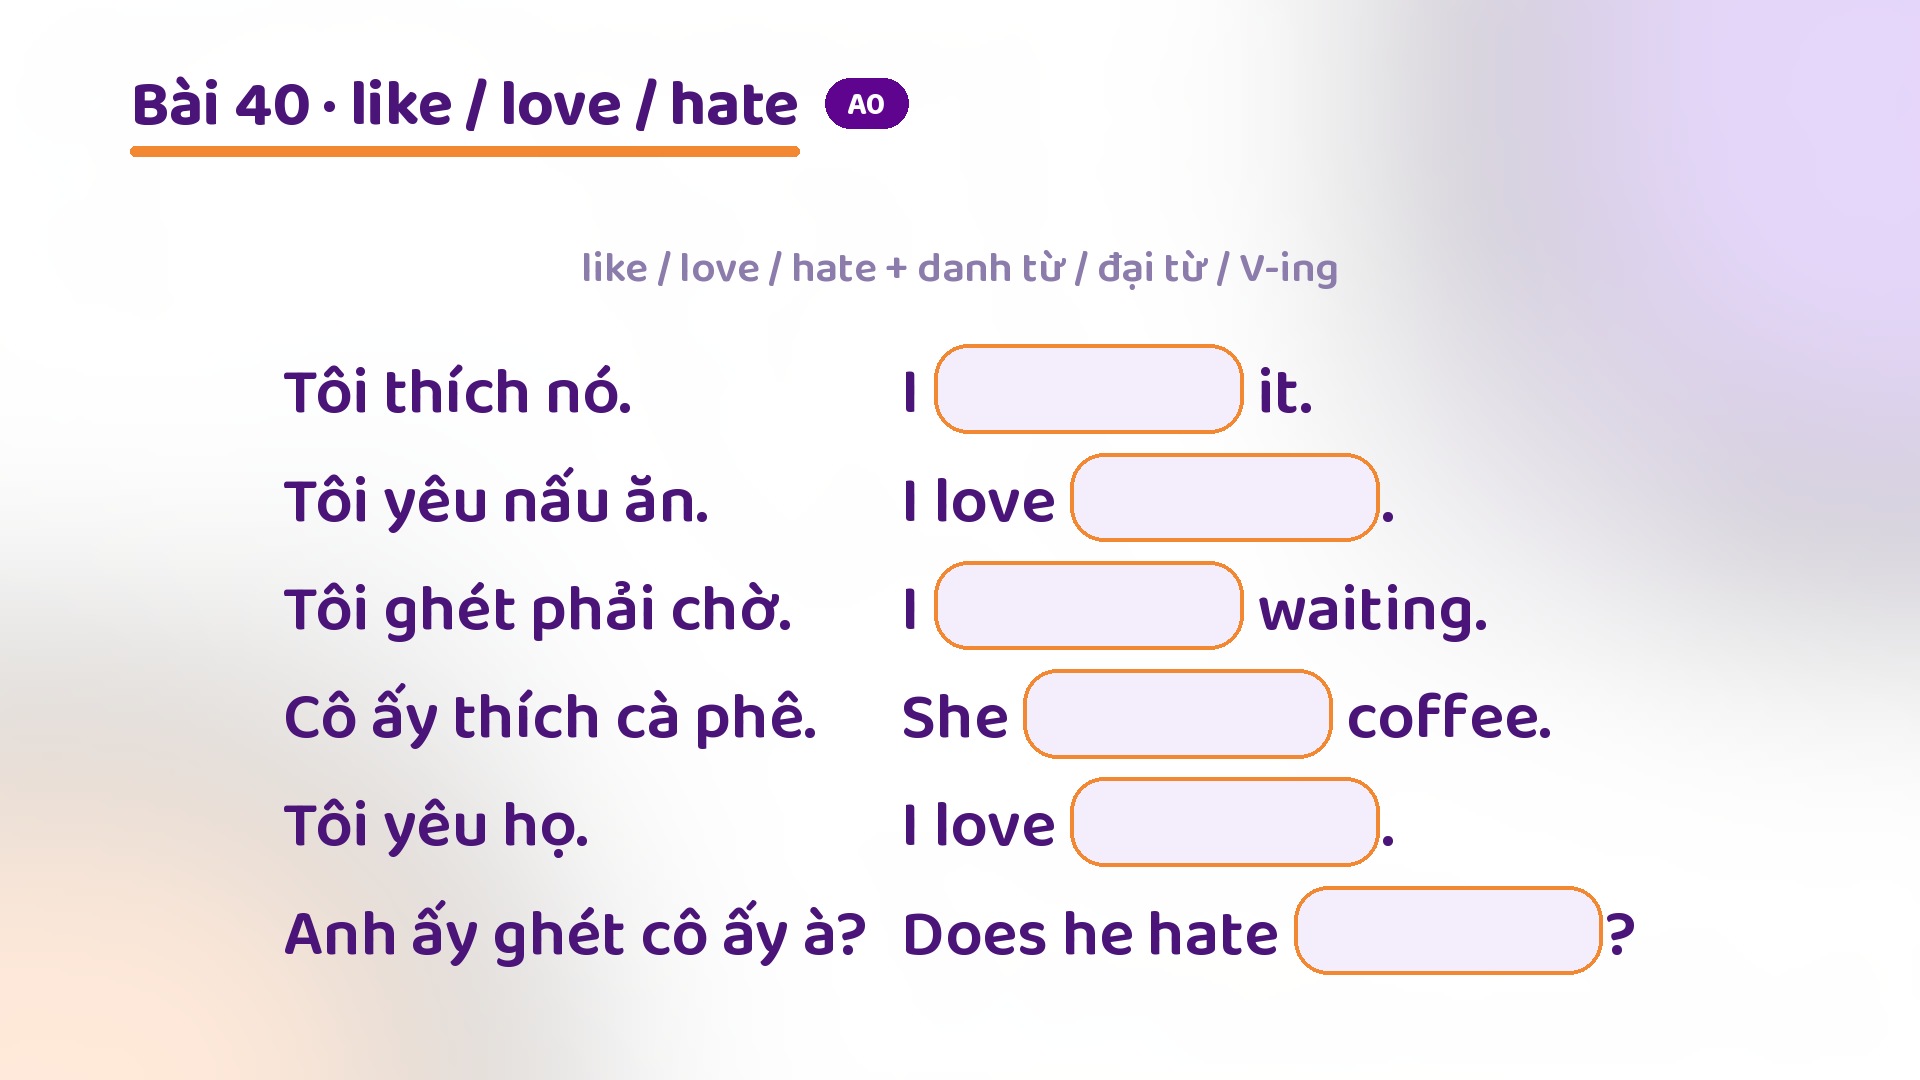 Bài 40 · like / love / hate A0
like / love / hate + danh từ / đại từ / V-ing
Tôi thích nó. I it.
Tôi yêu nấu ăn. I love .
Tôi ghét phải chờ. I waiting.
Cô ấy thích cà phê. She coffee.
Tôi yêu họ. I love .
Anh ấy ghét cô ấy à? Does he hate ?